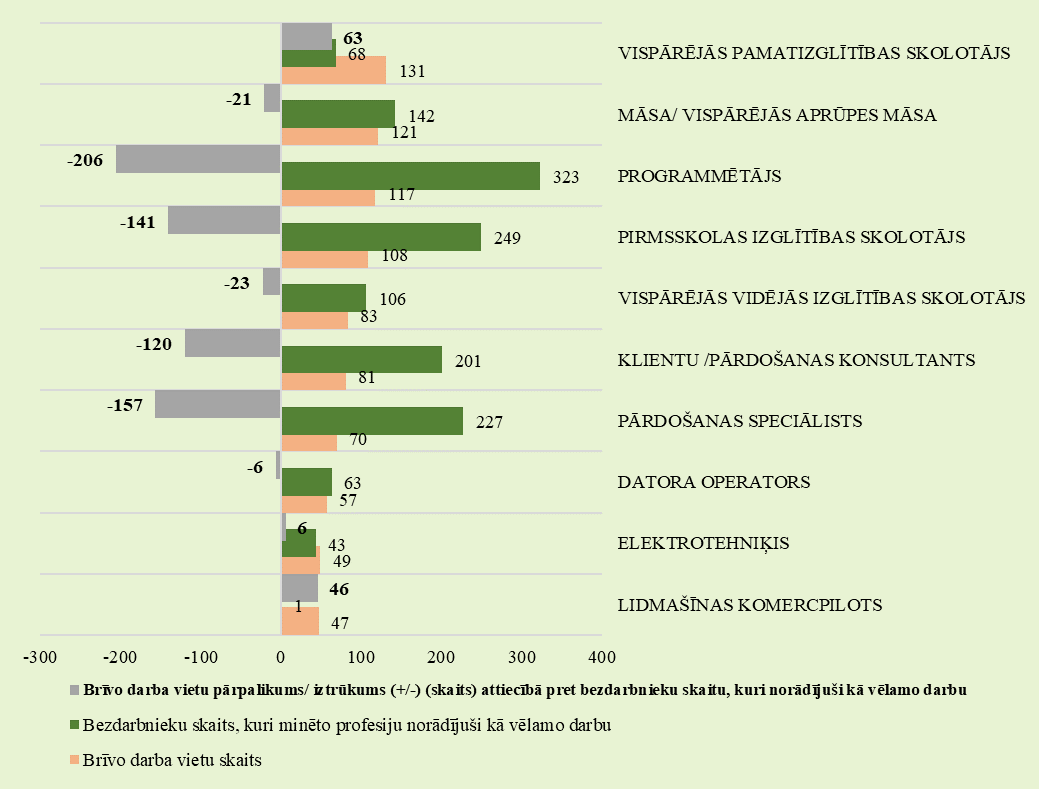 63
68
131
VISPĀRĒJĀS PAMATIZGLĪTĪBAS SKOLOTĀJS
-21
142
121
MĀSA/ VISPĀRĒJĀS APRŪPES MĀSA
-206
323
117
PROGRAMMĒTĀJS
-141
249
108
PIRMSSKOLAS IZGLĪTĪBAS SKOLOTĀJS
-23
106
83
VISPĀRĒJĀS VIDĒJĀS IZGLĪTĪBAS SKOLOTĀJS
-120
201
81
KLIENTU /PĀRDOŠANAS KONSULTANTS
-157
227
70
PĀRDOŠANAS SPECIĀLISTS
-6
63
57
DATORA OPERATORS
6
43
49
ELEKTROTEHNIĶIS
46
1
47
LIDMAŠĪNAS KOMERCPILOTS
-300 -200 -100 0 100 200 300 400
Brīvo darba vietu pārpalikums/ iztrūkums (+/-) (skaits) attiecībā pret bezdarbnieku skaitu, kuri norādījuši kā vēlamo darbu
Bezdarbnieku skaits, kuri minēto profesiju norādījuši kā vēlamo darbu
Brīvo darba vietu skaits